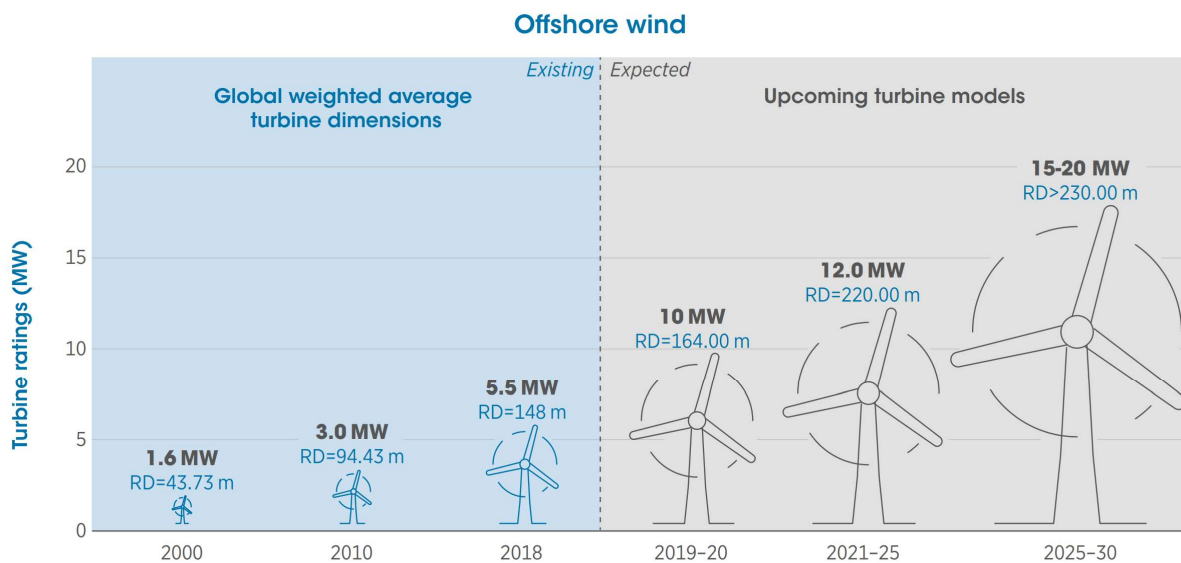 Offshore wind
Existing
Expected
Global weighted average
turbine dimensions
Upcoming turbine models
Turbine ratings (MW)
20
15
10
5
0
1.6 MW
RD=43.73 m
3.0 MW
RD=94.43 m
5.5 MW
RD=148 m
10 MW
RD=164.00 m
12.0 MW
RD=220.00 m
15-20 MW
RD>230.00 m
2000
2010
2018
2019–20
2021–25
2025–30